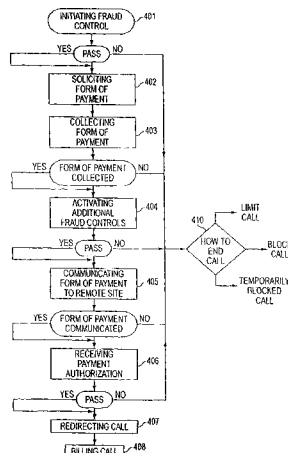 INITIATING FRAUD
CONTROL
401
YES
PASS
NO
SOLICITING
FORM OF
PAYMENT
402
COLLECTING
FORM OF
PAYMENT
403
YES
FORM OF PAYMENT
COLLECTED
NO
ACTIVATING
ADDITIONAL
FRAUD CONTROLS
404
YES
PASS
NO
COMMUNICATING
FORM OF PAYMENT
TO REMOTE SITE
405
YES
FORM OF PAYMENT
COMMUNICATED
NO
RECEIVING
PAYMENT
AUTHORIZATION
406
YES
PASS
NO
REDIRECTING CALL
407
BILLING CALL
408
410
HOW TO
END
CALL
LIMIT
CALL
BLOCK
CALL
TEMPORARILY
BLOCKED
CALL